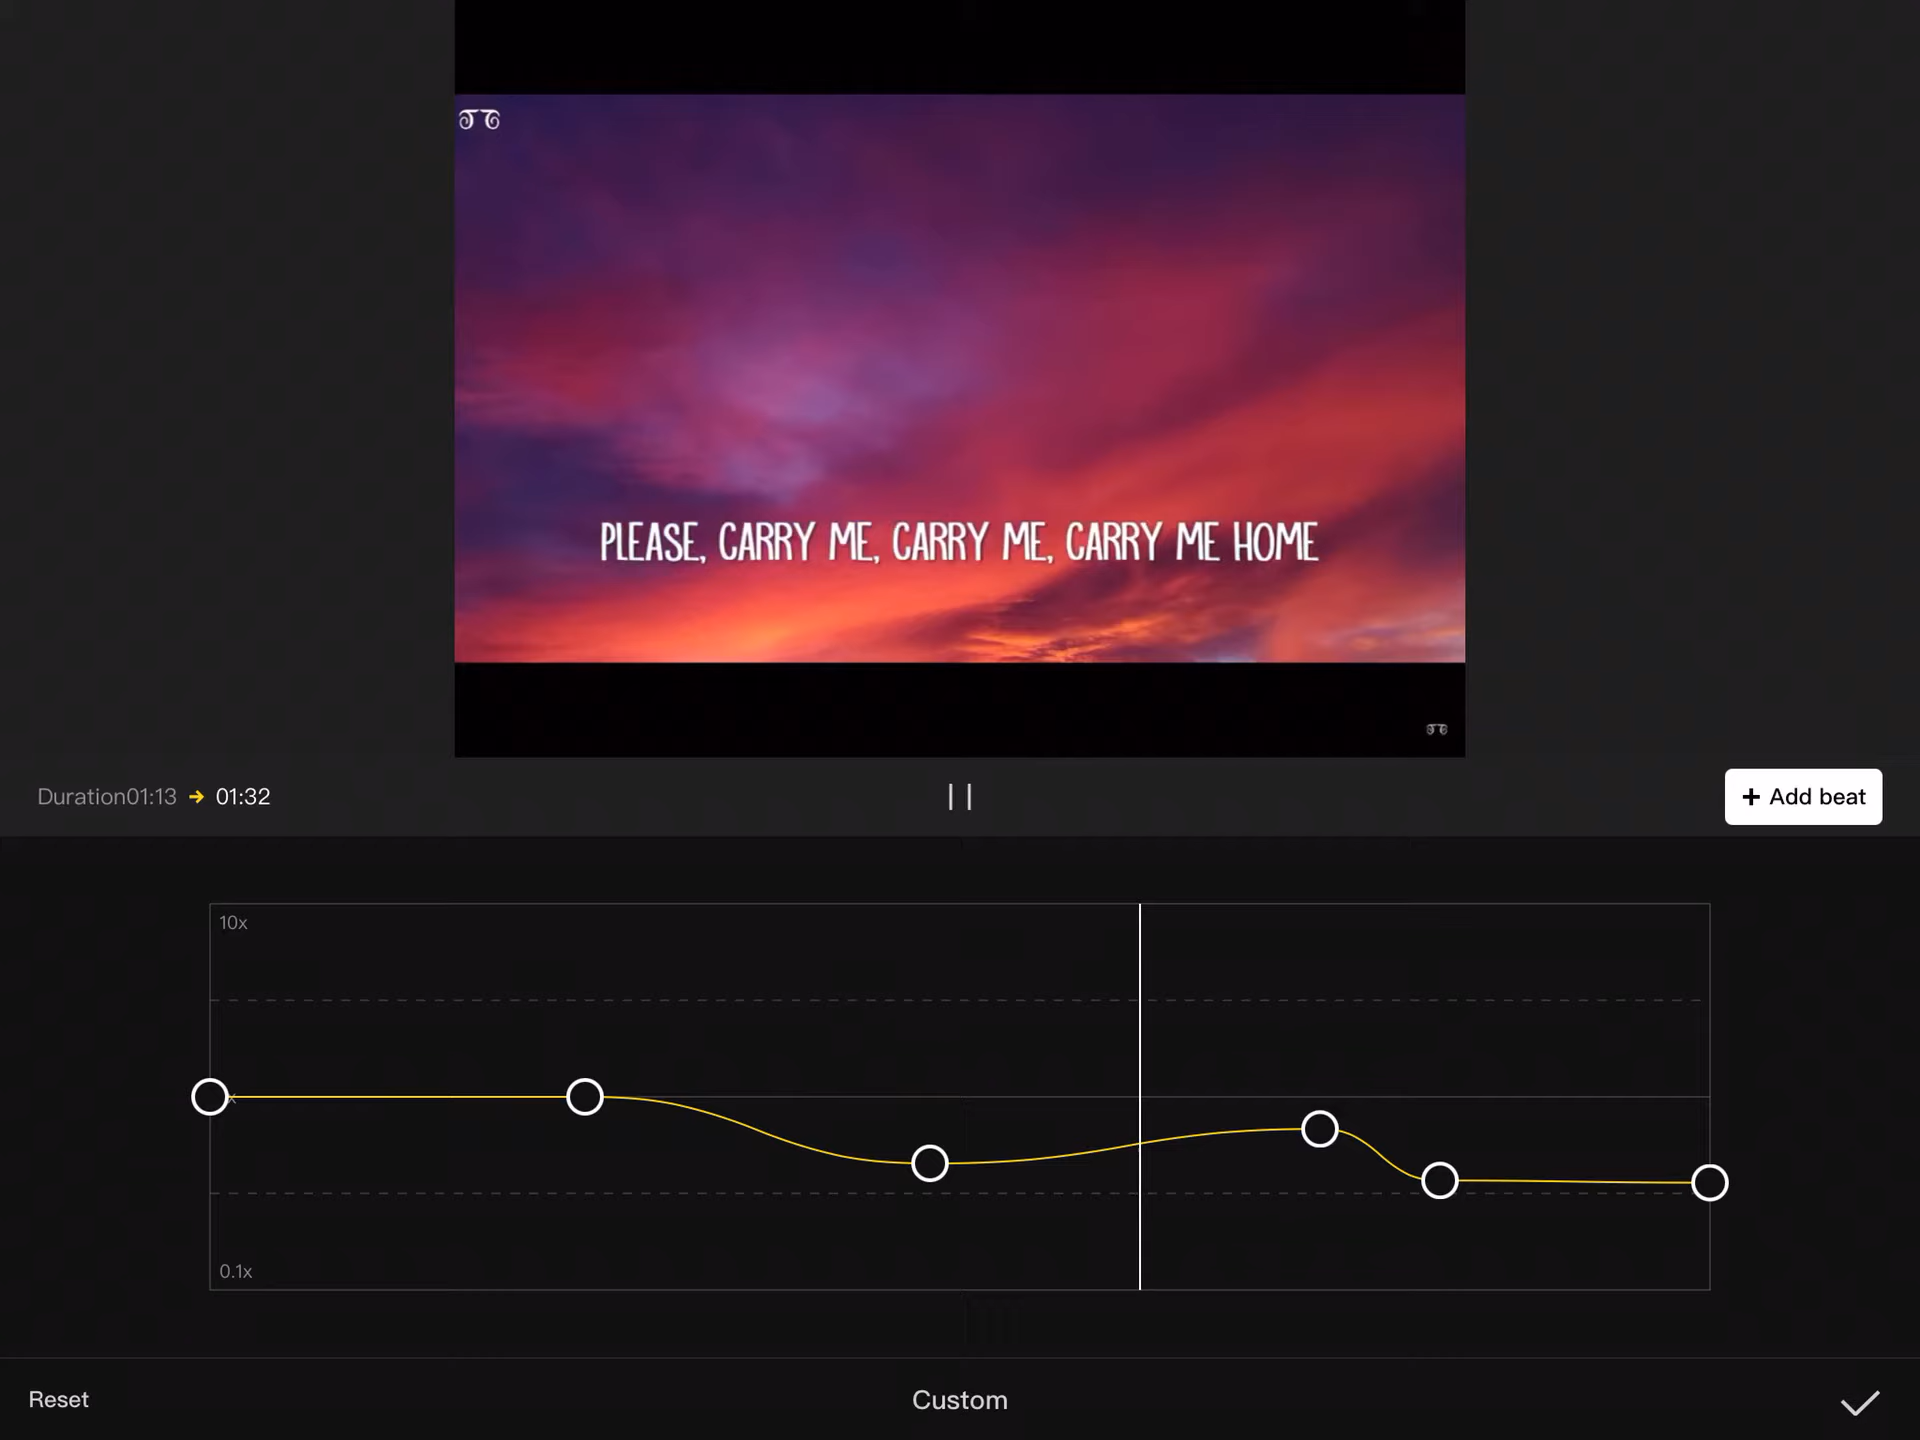 PLEASE, CARRY ME, CARRY ME, CARRY ME HOME
Duration01:13 → 01:32
+ Add beat
10x
x
0.1x
Reset
Custom